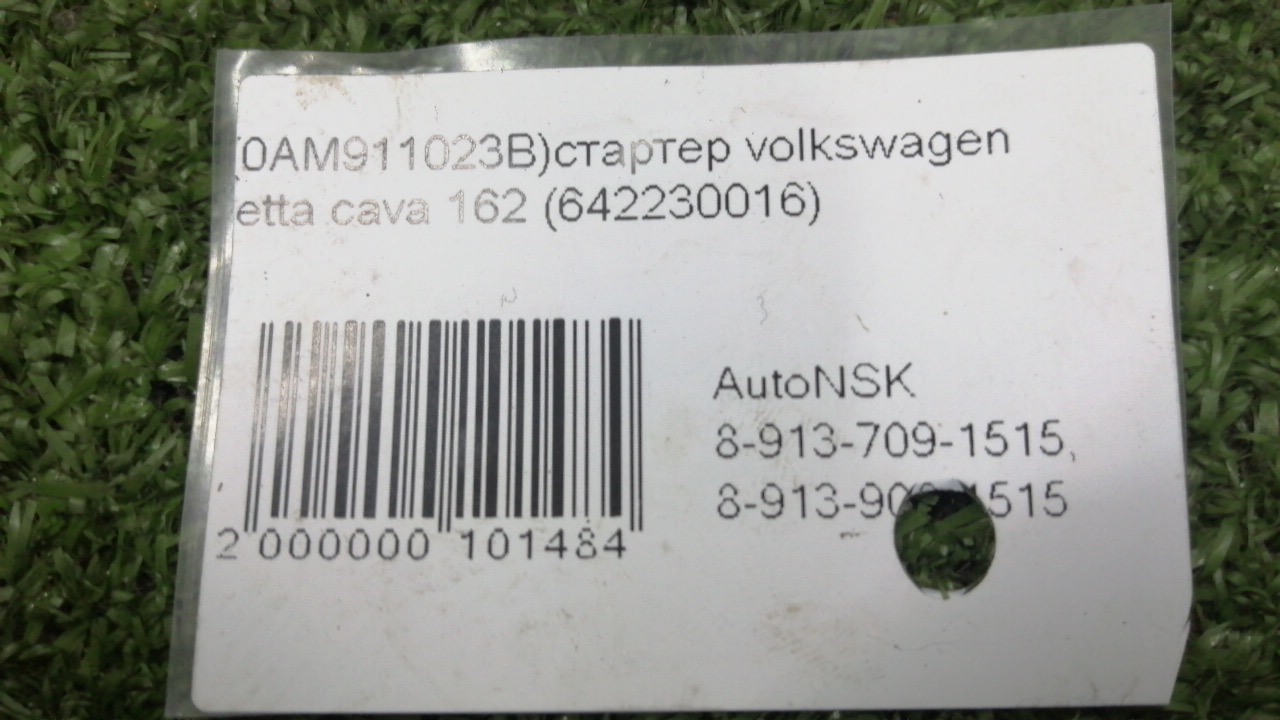 (0AM911023B)стартер volkswagen
etta cava 162 (642230016)
2 000000 101484
AutoNSK
8-913-709-1515,